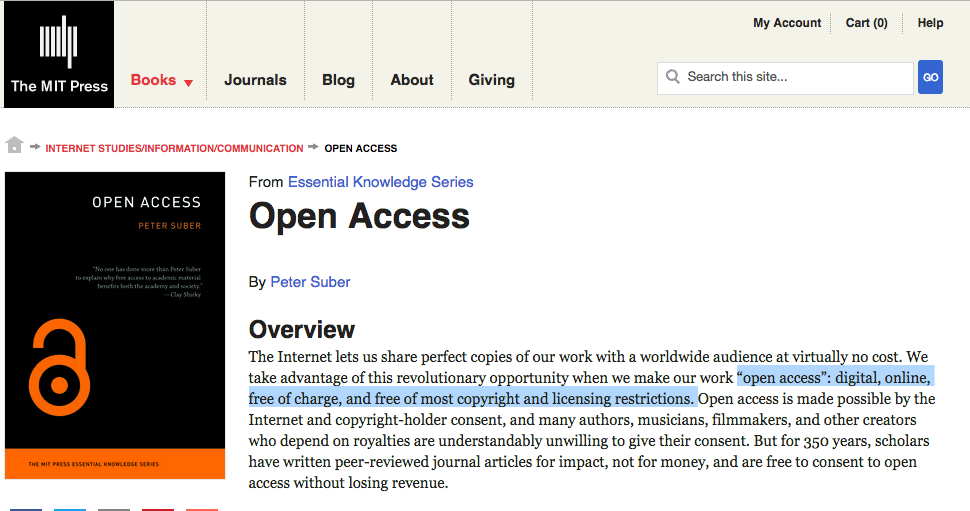 My Account Cart (0) Help
The MIT Press
Books Journals Blog About Giving
Search this site... GO
INTERNET STUDIES/INFORMATION/COMMUNICATION OPEN ACCESS
OPEN ACCESS
PETER SUBER
"No one has done more than Peter Suber
to explain why free access to academic material
benefits both the academy and society."
—Clay Shirky
THE MIT PRESS ESSENTIAL KNOWLEDGE SERIES
From Essential Knowledge Series
Open Access
By Peter Suber
Overview
The Internet lets us share perfect copies of our work with a worldwide audience at virtually no cost. We
take advantage of this revolutionary opportunity when we make our work “open access”: digital, online,
free of charge, and free of most copyright and licensing restrictions. Open access is made possible by the
Internet and copyright-holder consent, and many authors, musicians, filmmakers, and other creators
who depend on royalties are understandably unwilling to give their consent. But for 350 years, scholars
have written peer-reviewed journal articles for impact, not for money, and are free to consent to open
access without losing revenue.